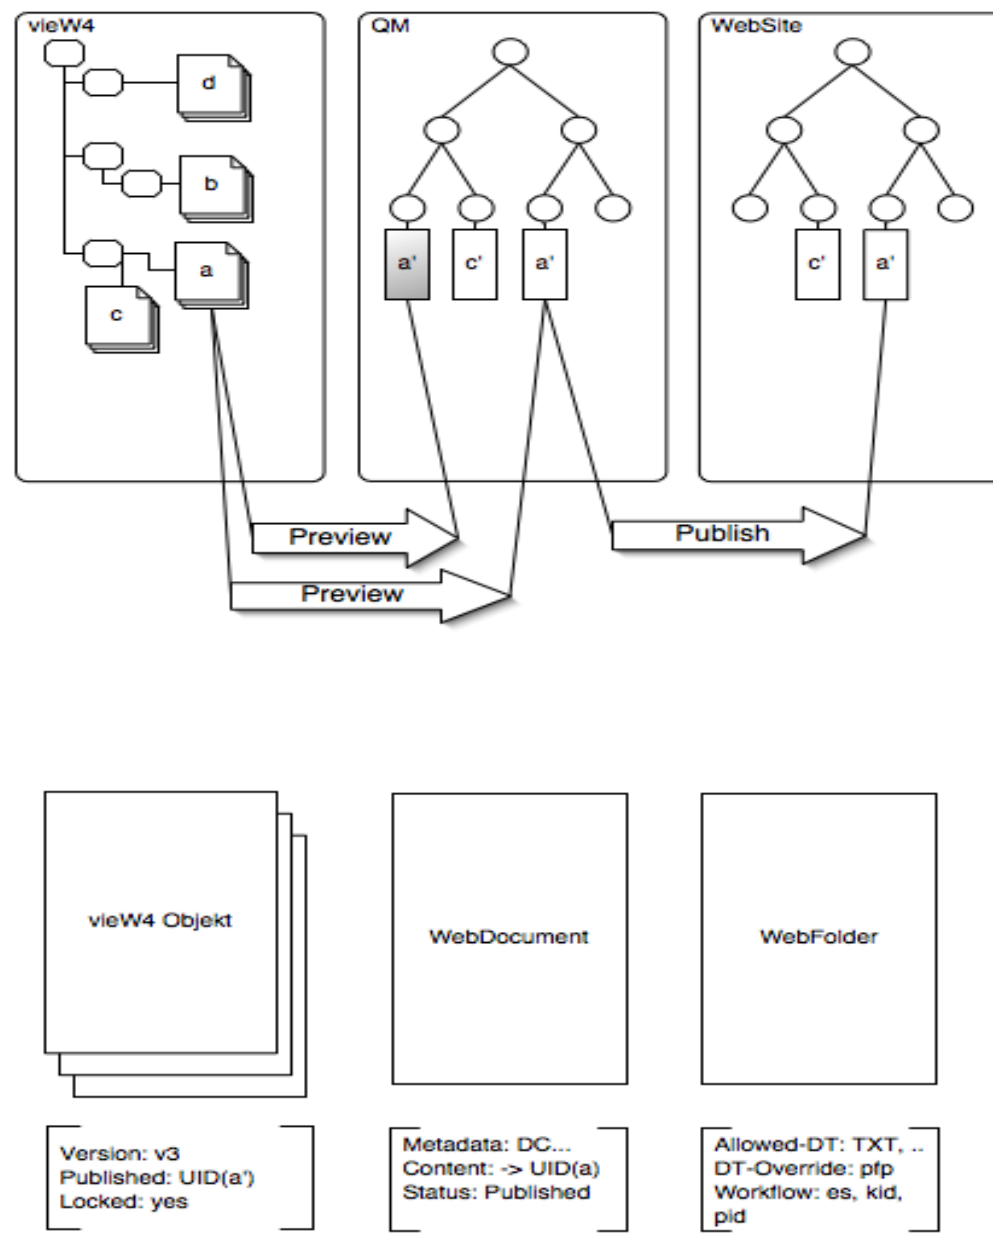 vieW4
QM
WebSite
d
b
a
c
a'
c'
a'
c'
a'
Preview
Publish
Preview
vieW4 Objekt
WebDocument
WebFolder
Version: v3
Published: UID(a')
Locked: yes
Metadata: DC...
Content: -> UID(a)
Status: Published
Allowed-DT: TXT, ..
DT-Override: pfp
Workflow: es, kid,
pid